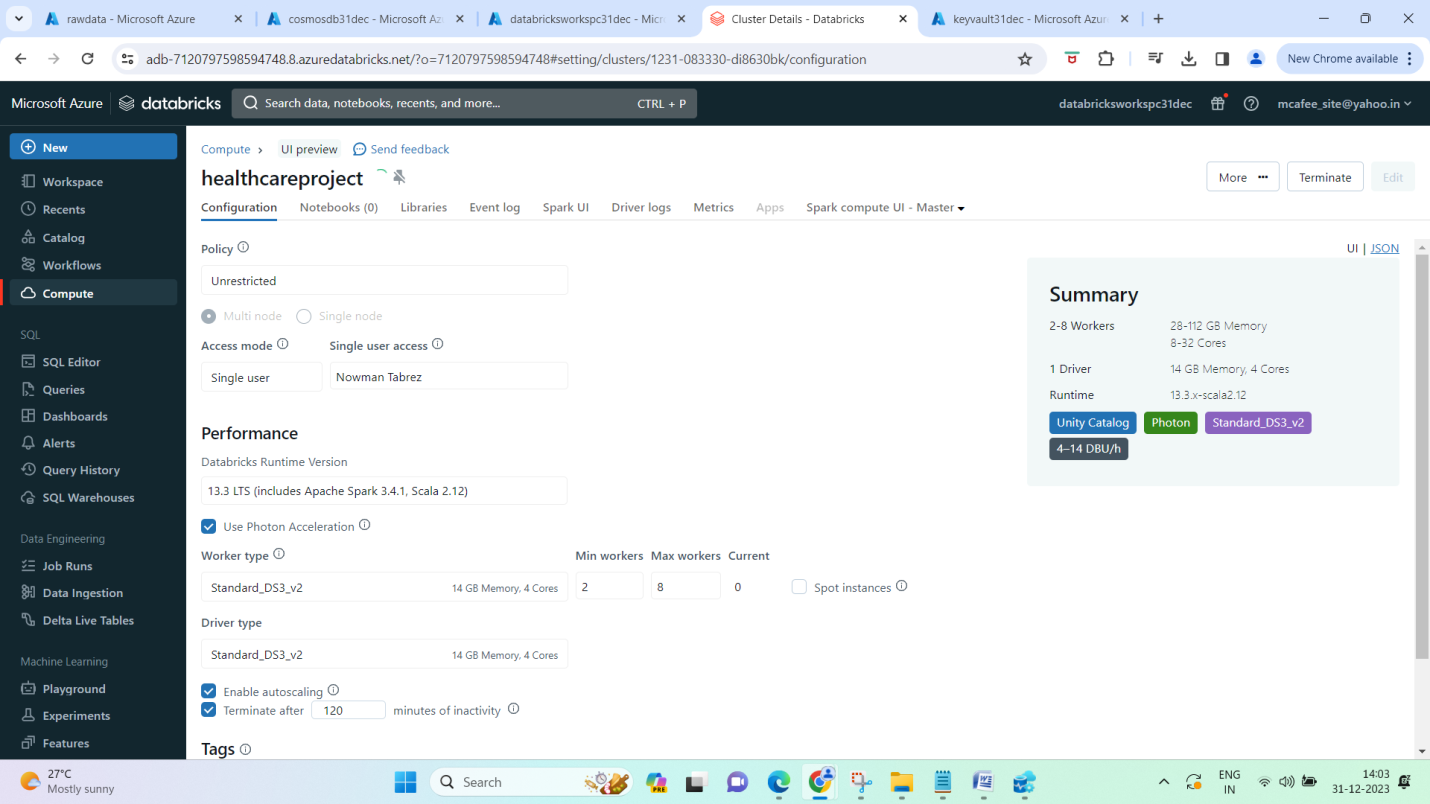 rawdata - Microsoft Azure
cosmosdb31dec - Microsoft Az
databricksworkspc31dec - Micr
Cluster Details - Databricks
keyvault31dec - Microsoft Azur
adb-7120797598594748.8.azuredatabricks.net/?o=7120797598594748#setting/clusters/1231-083330-di8630bk/configuration
New Chrome available
Microsoft Azure
databricks
Search data, notebooks, recents, and more...
CTRL + P
databricksworkspc31dec
mcafee_site@yahoo.in
New
Workspace
Recents
Catalog
Workflows
Compute
SQL
SQL Editor
Queries
Dashboards
Alerts
Query History
SQL Warehouses
Data Engineering
Job Runs
Data Ingestion
Delta Live Tables
Machine Learning
Playground
Experiments
Features
Compute
UI preview
Send feedback
healthcareproject
More
Terminate
Edit
Configuration
Notebooks (0)
Libraries
Event log
Spark UI
Driver logs
Metrics
Apps
Spark compute UI - Master
Policy
Unrestricted
Multi node
Single node
Access mode
Single user access
Single user
Nowman Tabrez
Performance
Databricks Runtime Version
13.3 LTS (includes Apache Spark 3.4.1, Scala 2.12)
Use Photon Acceleration
Worker type
Min workers
Max workers
Current
Standard_DS3_v2
14 GB Memory, 4 Cores
2
8
0
Spot instances
Driver type
Standard_DS3_v2
14 GB Memory, 4 Cores
Enable autoscaling
Terminate after
120
minutes of inactivity
Tags
UI | JSON
Summary
2-8 Workers
28-112 GB Memory
8-32 Cores
1 Driver
14 GB Memory, 4 Cores
Runtime
13.3.x-scala2.12
Unity Catalog
Photon
Standard_DS3_v2
4–14 DBU/h
27°C
Mostly sunny
Search
PRE
ENG
IN
14:03
31-12-2023